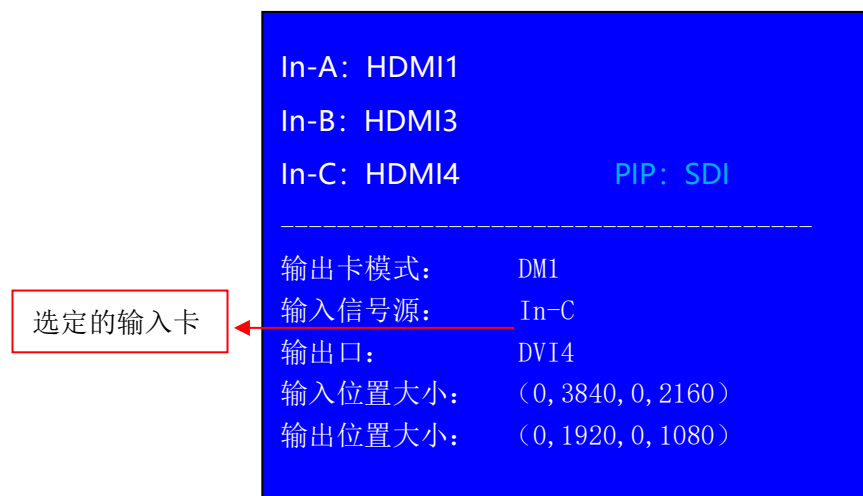 In-A: HDMI1
In-B: HDMI3
In-C: HDMI4 PIP: SDI
--------------------------------------
输出卡模式： DM1
输入信号源： In-C
选定的输入卡
输出口： DVI4
输入位置大小： （0,3840,0,2160）
输出位置大小： （0,1920,0,1080）